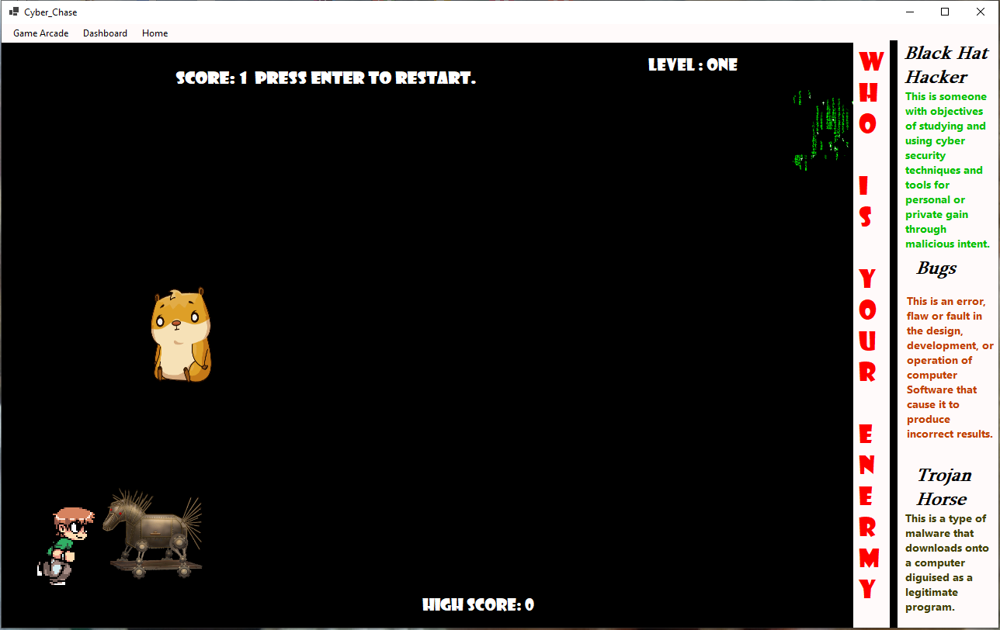 Cyber_Chase
Game Arcade Dashboard Home
SCORE: 1 PRESS ENTER TO RESTART.
LEVEL : ONE
HIGH SCORE: 0
W
H
O
I
S
Y
O
U
R
E
N
E
R
M
Y
Black Hat
Hacker
This is someone
with objectives
of studying and
using cyber
security
techniques and
tools for
personal or
private gain
through
malicious intent.
Bugs
This is an error,
flaw or fault in
the design,
development, or
operation of
computer
Software that
cause it to
produce
incorrect results.
Trojan
Horse
This is a type of
malware that
downloads onto
a computer
diguised as a
legitimate
program.